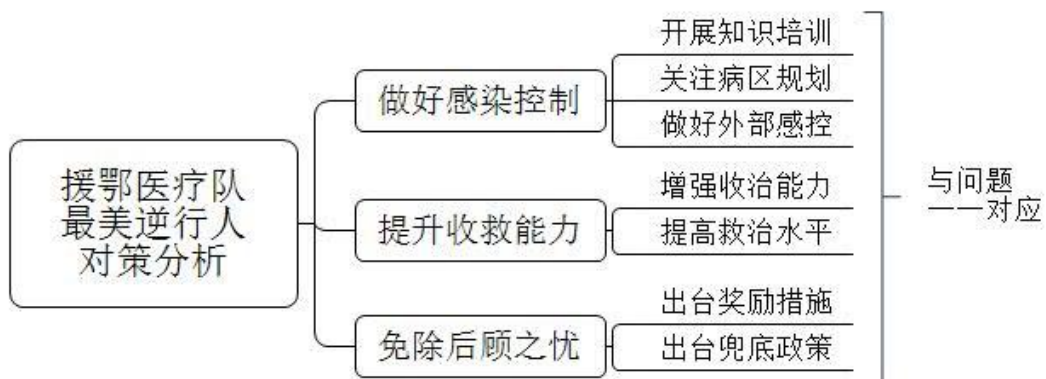 援鄂医疗队
最美逆行人
对策分析
做好感染控制
开展知识培训
关注病区规划
做好外部感控
提升收救能力
增强收治能力
提高救治水平
免除后顾之忧
出台奖励措施
出台兜底政策
与问题
一一对应